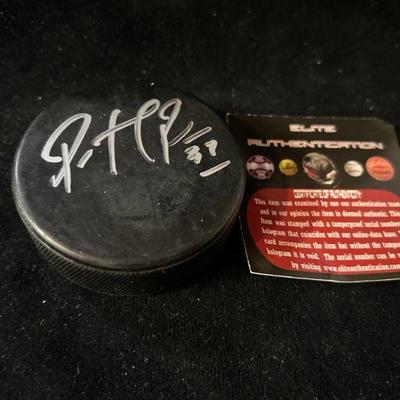 37
ELITE
AUTHENTICATION
CERTIFICATE OF AUTHENTICITY
This item was examined by one our authentication team
and in our opinion the item is deemed authentic. This
Item was stamped with a tamperproof serial number
hologram that coincides with our online-data base.
card accompanies the item but without the tamper
hologram it is void. The serial number can be
by visiting www.eliteauthentication.com